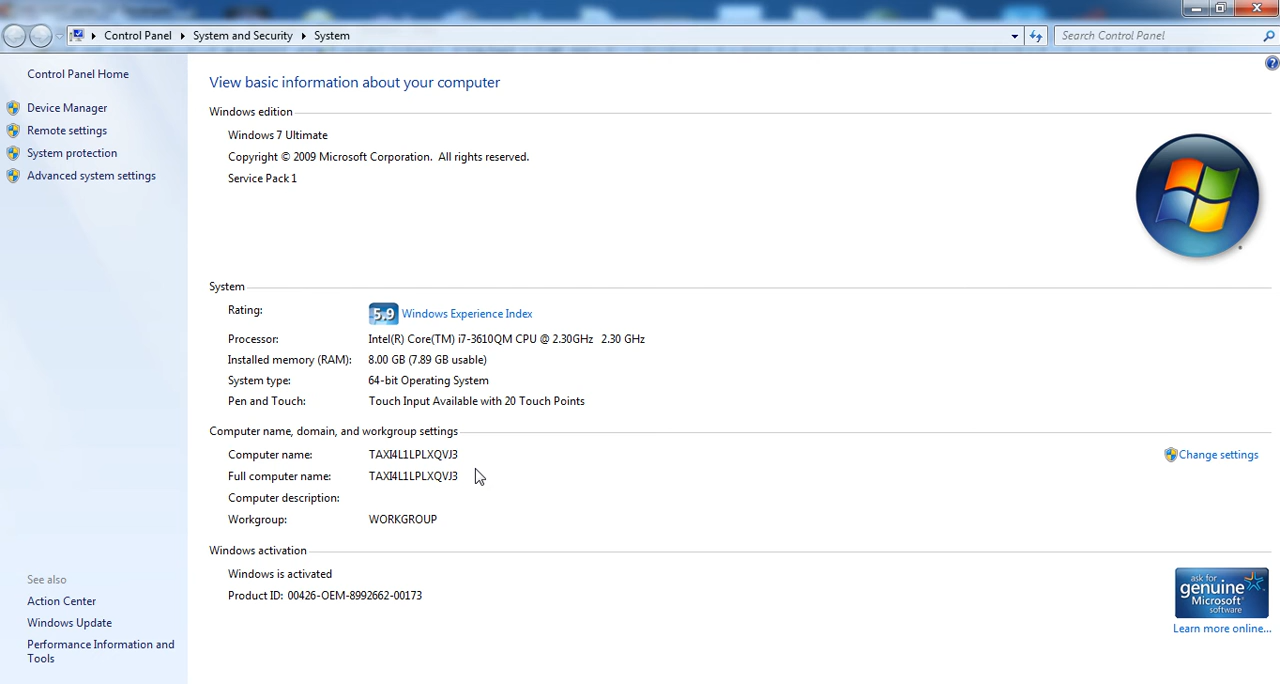 Control Panel ▸ System and Security ▸ System
Search Control Panel
Control Panel Home
Device Manager
Remote settings
System protection
Advanced system settings
See also
Action Center
Windows Update
Performance Information and
Tools
View basic information about your computer
Windows edition
Windows 7 Ultimate
Copyright © 2009 Microsoft Corporation. All rights reserved.
Service Pack 1
System
Rating: 5.9 Windows Experience Index
Processor: Intel(R) Core(TM) i7-3610QM CPU @ 2.30GHz 2.30 GHz
Installed memory (RAM): 8.00 GB (7.89 GB usable)
System type: 64-bit Operating System
Pen and Touch: Touch Input Available with 20 Touch Points
Computer name, domain, and workgroup settings
Computer name: TAXI4L1LPLXQVJ3
Change settings
Full computer name: TAXI4L1LPLXQVJ3
Computer description:
Workgroup: WORKGROUP
Windows activation
Windows is activated
Product ID: 00426-OEM-8992662-00173
ask for
genuine
Microsoft
software
Learn more online...